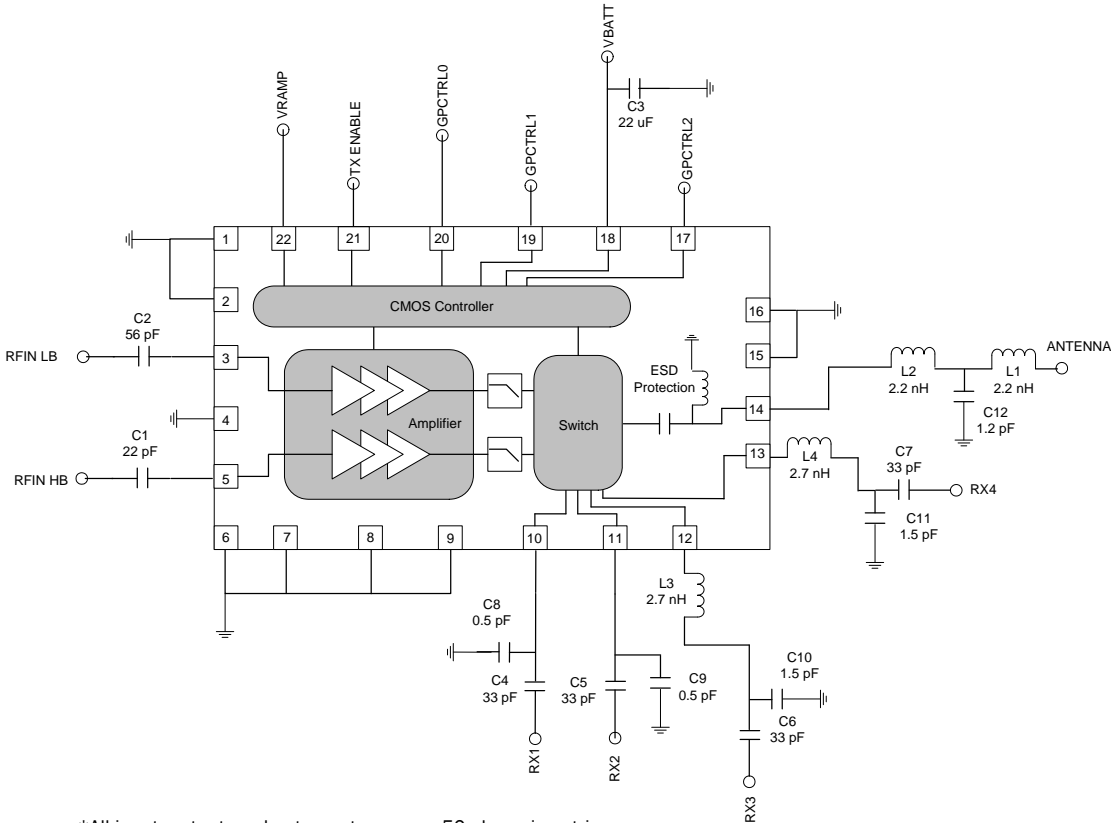 VBATT
C3
22 uF
VRAMP
TX ENABLE
GPCTRL0
GPCTRL1
GPCTRL2
1
22
21
20
19
18
17
2
CMOS Controller
16
C2
56 pF
RFIN LB
3
15
ANTENNA
ESD
Protection
L2
2.2 nH
L1
2.2 nH
14
C12
1.2 pF
4
Amplifier
Switch
13
L4
2.7 nH
C7
33 pF
RX4
C1
22 pF
RFIN HB
5
C11
1.5 pF
6
7
8
9
10
11
12
L3
2.7 nH
C8
0.5 pF
C4
33 pF
C5
33 pF
C9
0.5 pF
C10
1.5 pF
C6
33 pF
RX1
RX2
RX3